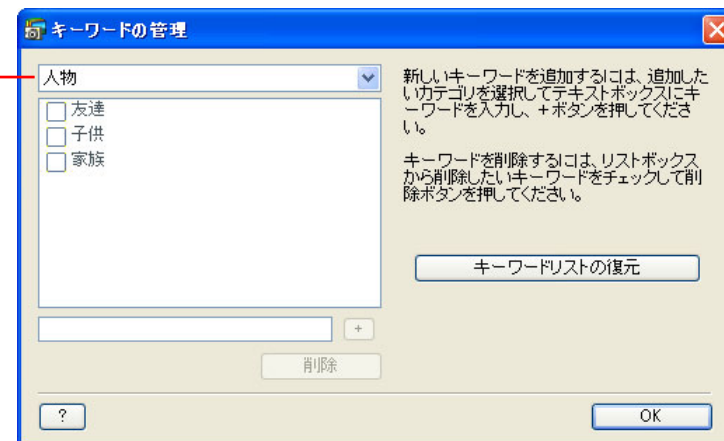 キーワードの管理
人物
友達
子供
家族
+
削除
新しいキーワードを追加するには、追加した
いカテゴリを選択してテキストボックスにキ
ーワードを入力し、+ボタンを押してくださ
い。
キーワードを削除するには、リストボックス
から削除したいキーワードをチェックして削
除ボタンを押してください。
キーワードリストの復元
?
OK